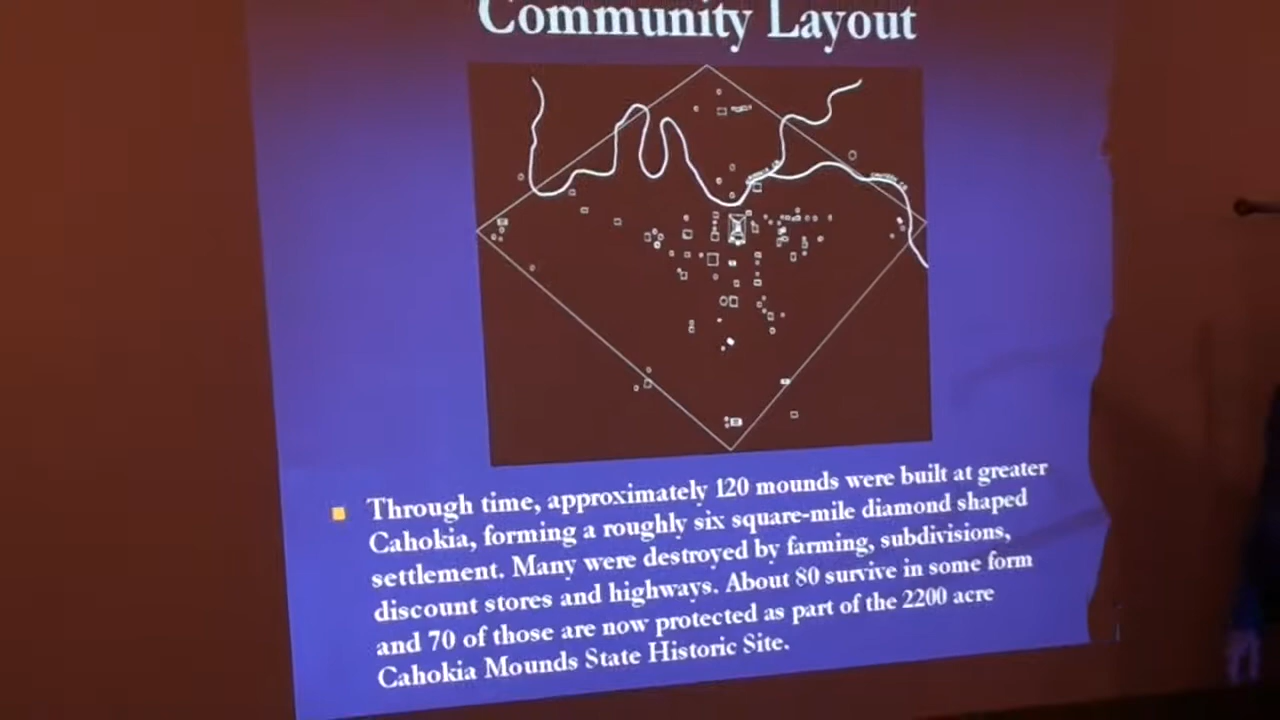 Community Layout
Through time, approximately 120 mounds were built at greater
Cahokia, forming a roughly six square-mile diamond shaped
settlement. Many were destroyed by farming, subdivisions,
discount stores and highways. About 80 survive in some form
and 70 of those are now protected as part of the 2200 acre
Cahokia Mounds State Historic Site.